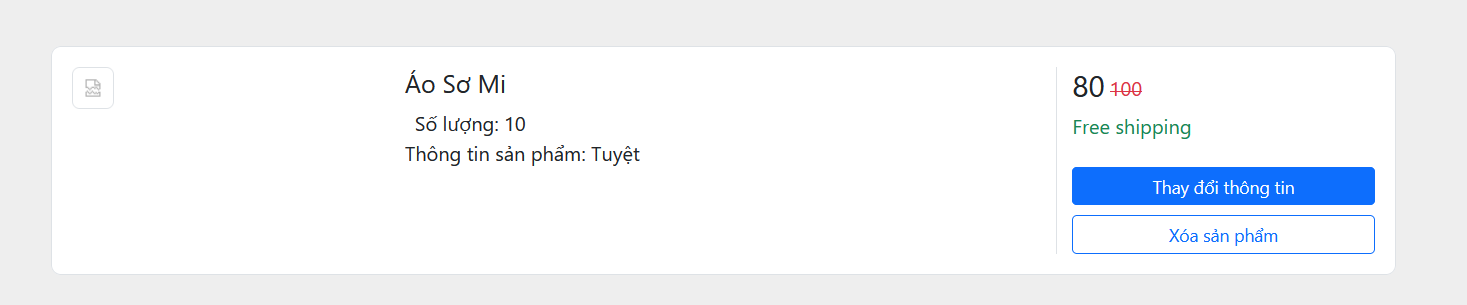 Áo Sơ Mi
Số lượng: 10
Thông tin sản phẩm: Tuyệt
80 100
Free shipping
Thay đổi thông tin
Xóa sản phẩm